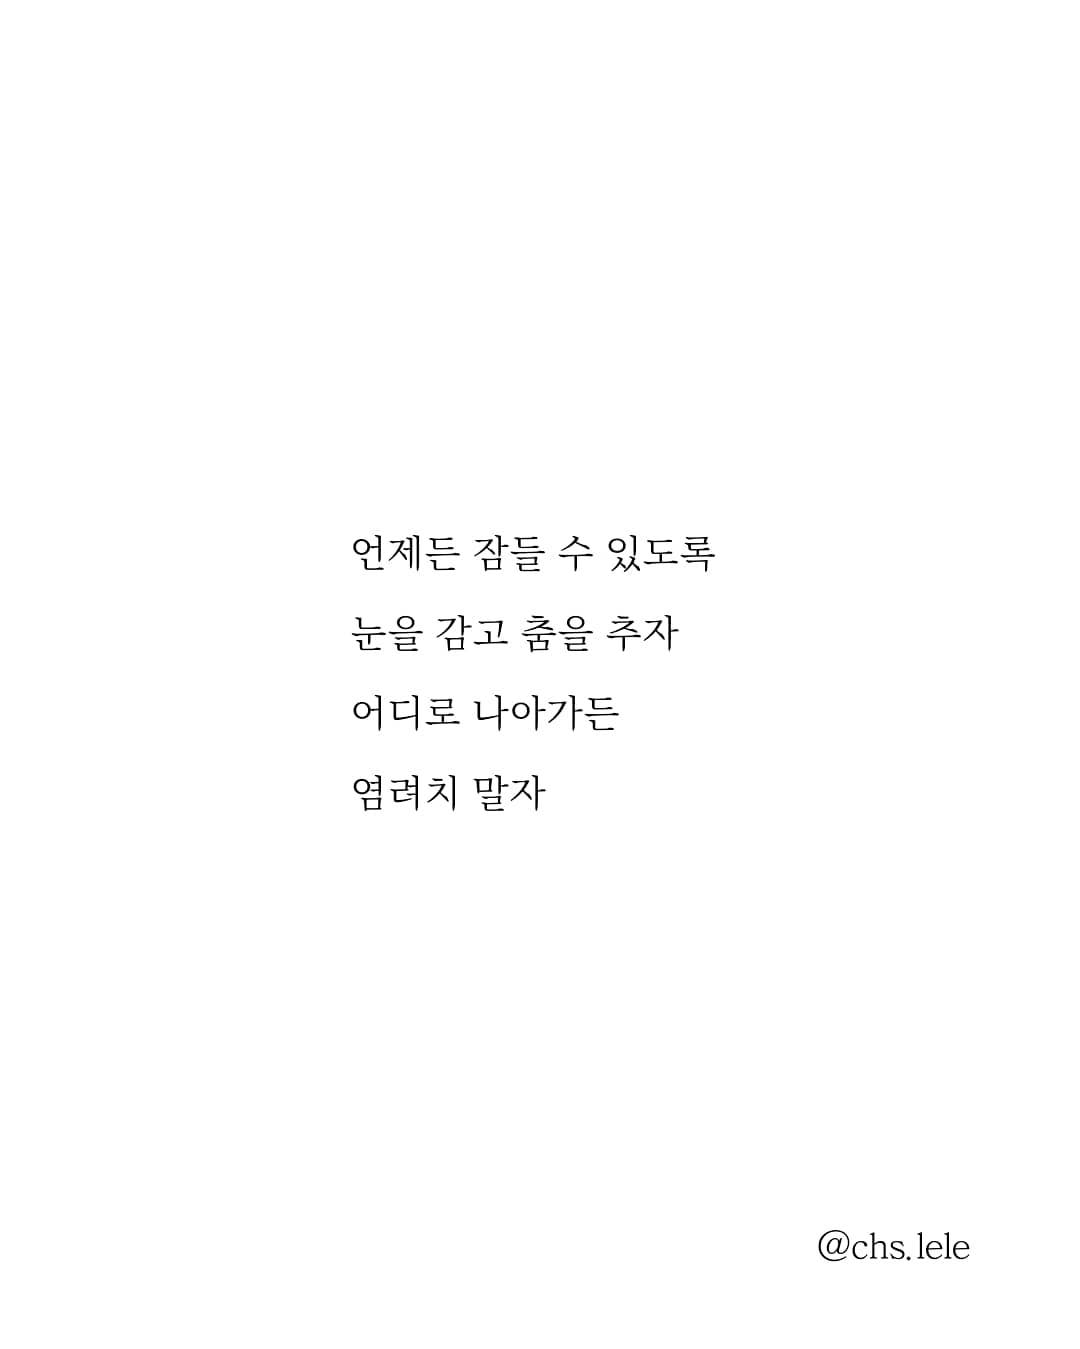 언제든 잠들 수 있도록
눈을 감고 춤을 추자
어디로 나아가든
염려치 말자
@chs.lele